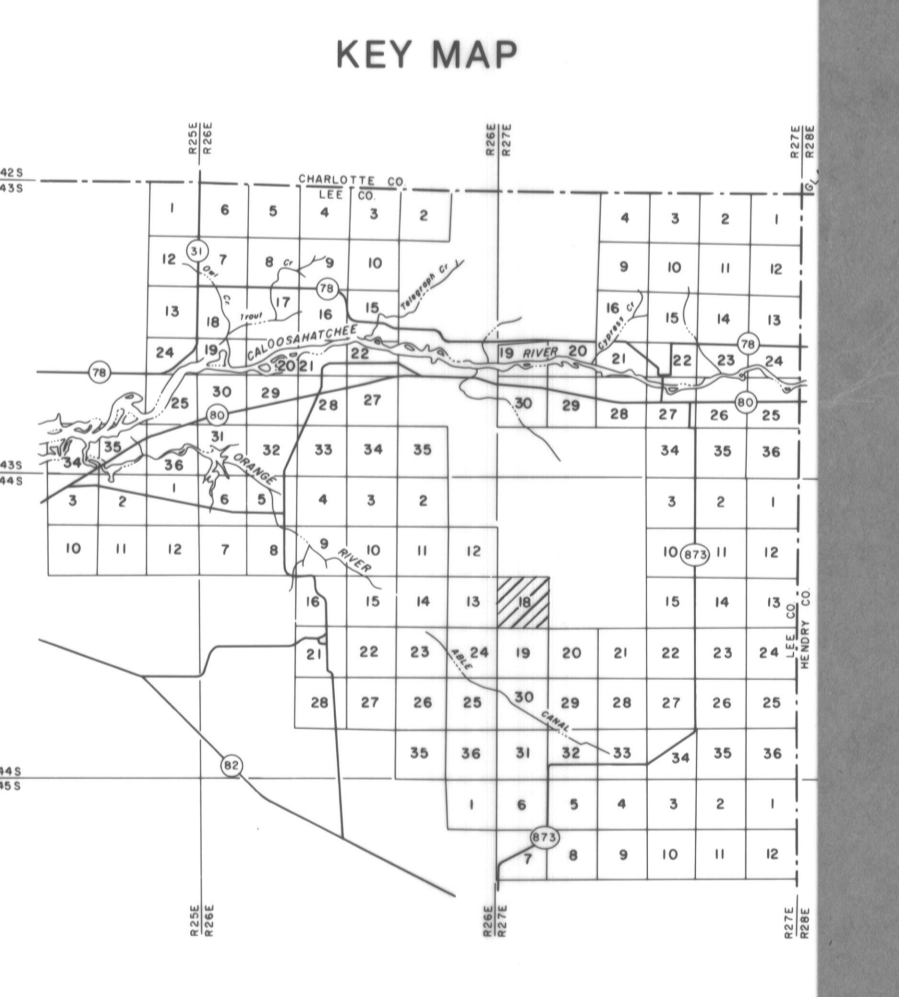 KEY MAP
R25E
R26E
R26E
R27E
R27E
R28E
42 S
43 S
CHARLOTTE CO.
LEE CO.
1 6 5 4 3 2 4 3 2 1
31
12 7 8 Cr 9 10 9 10 11 12
Owl
Cr
78
Telegraph Cr
13 18 17 16 15 16 15 14 13
Trout
Cypress Cr
CALOOSAHATCHEE
RIVER
78
24 19 20 21 22 19 20 21 22 23 24
78
25 30 29 28 27 30 29 28 27 26 25
80
80
34 35 36 31 32 33 34 35 34 35 36
ORANGE
43 S
44 S
3 2 1 6 5 4 3 2 3 2 1
10 11 12 7 8 9 10 11 12 10 873 11 12
RIVER
16 15 14 13 18 15 14 13
LEE CO
HENDRY CO.
21 22 23 24 19 20 21 22 23 24
ABLE
28 27 26 25 30 29 28 27 26 25
CANAL
35 36 31 32 33 34 35 36
82
44 S
45 S
1 6 5 4 3 2 1
873
7 8 9 10 11 12
R25E
R26E
R26E
R27E
R27E
R28E